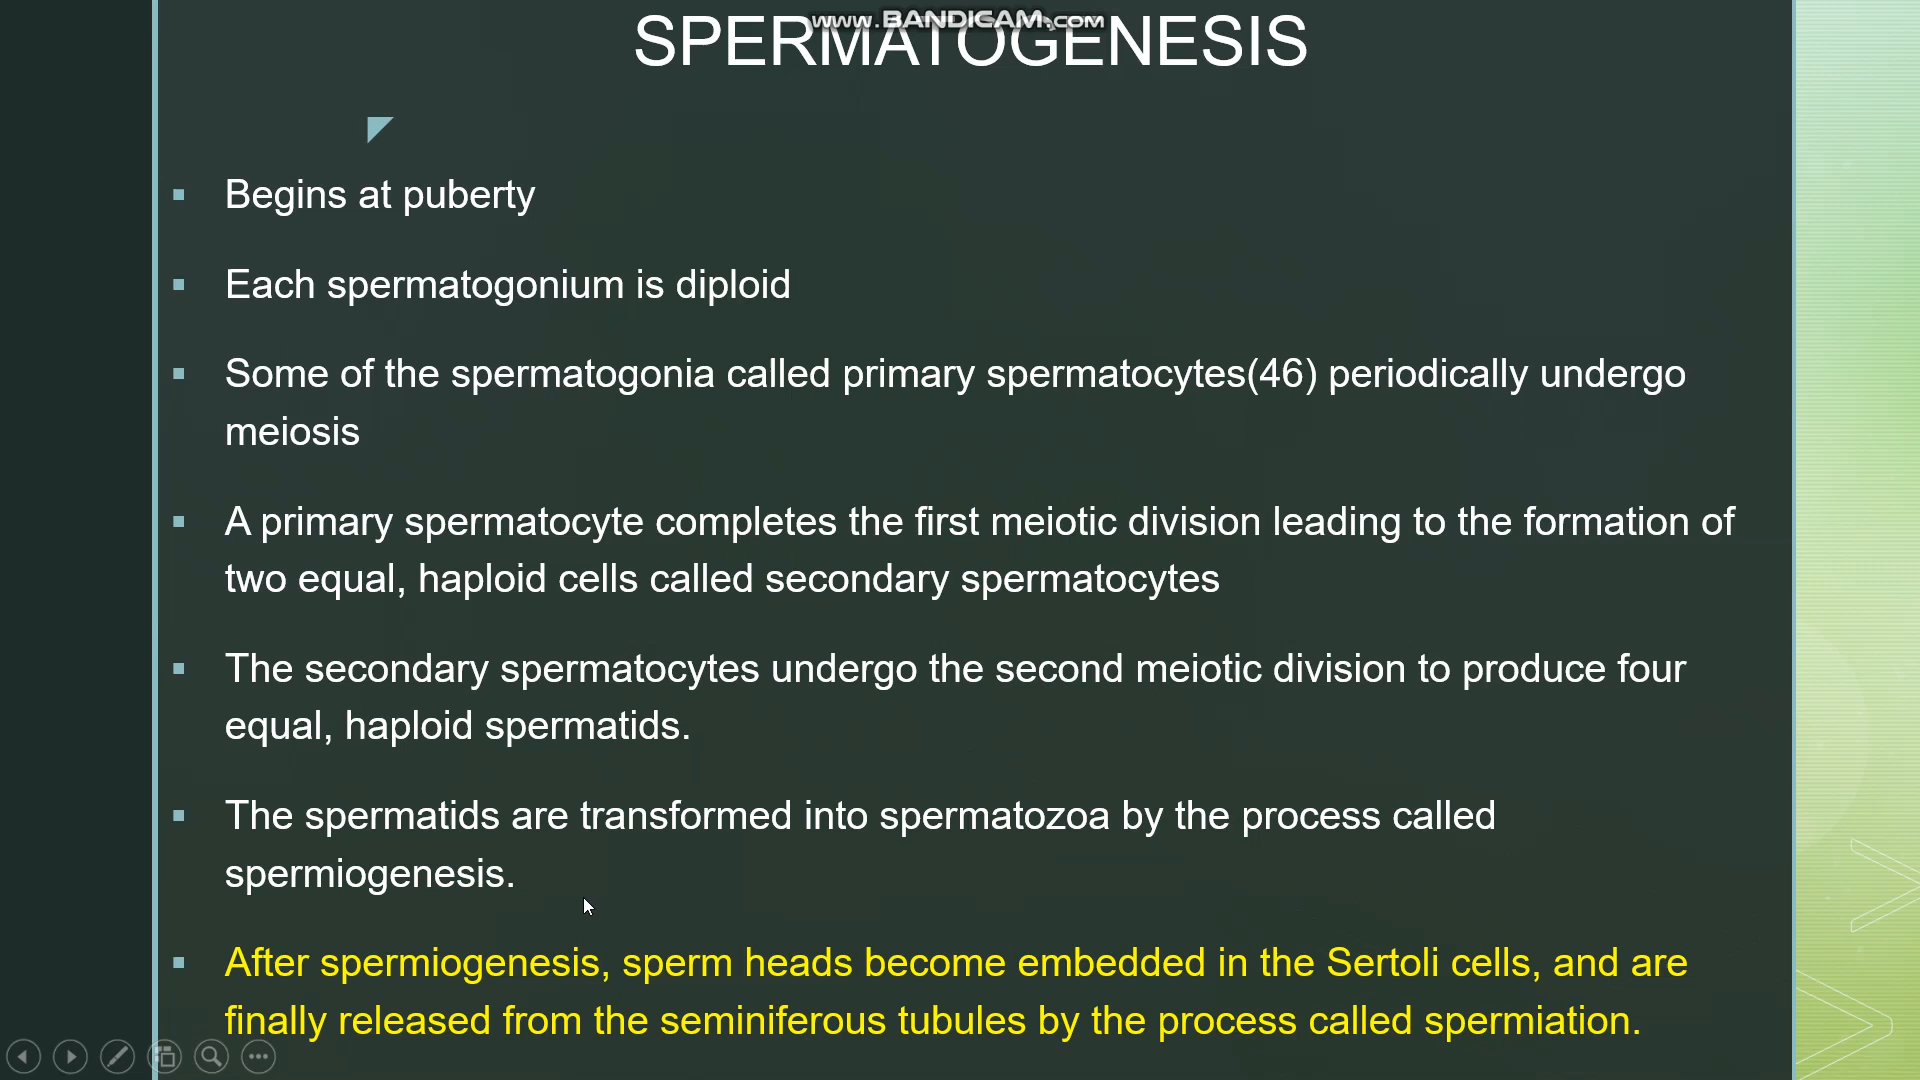 www.BANDICAM.com
SPERMATOGENESIS
Begins at puberty
Each spermatogonium is diploid
Some of the spermatogonia called primary spermatocytes(46) periodically undergo
meiosis
A primary spermatocyte completes the first meiotic division leading to the formation of
two equal, haploid cells called secondary spermatocytes
The secondary spermatocytes undergo the second meiotic division to produce four
equal, haploid spermatids.
The spermatids are transformed into spermatozoa by the process called
spermiogenesis.
After spermiogenesis, sperm heads become embedded in the Sertoli cells, and are
finally released from the seminiferous tubules by the process called spermiation.